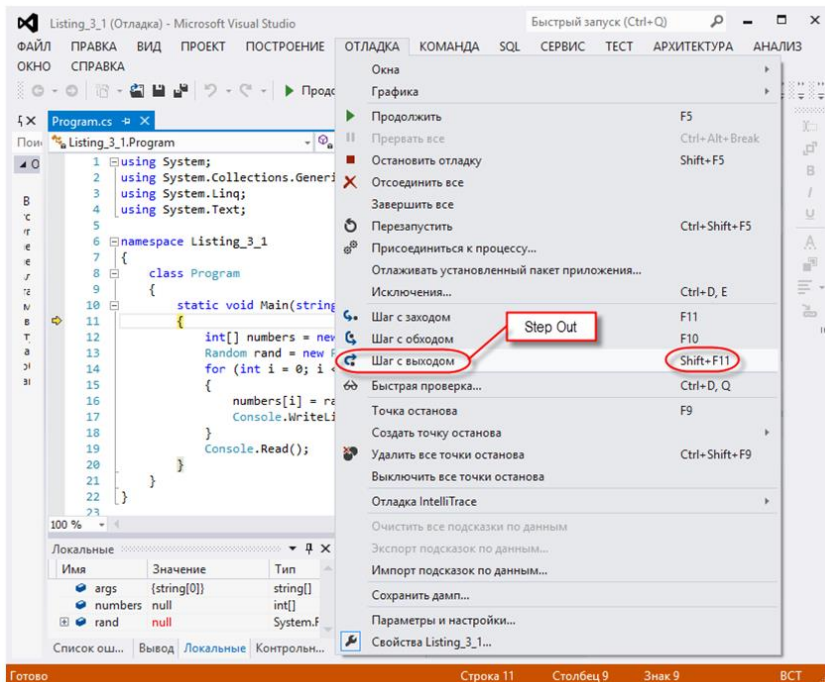 Listing_3_1 (Отладка) - Microsoft Visual Studio
Быстрый запуск (Ctrl+Q)
ФАЙЛ ПРАВКА ВИД ПРОЕКТ ПОСТРОЕНИЕ ОТЛАДКА КОМАНДА SQL СЕРВИС ТЕСТ АРХИТЕКТУРА АНАЛИЗ
ОКНО СПРАВКА
Продо
Program.cs
Listing_3_1.Program
1 using System;
2 using System.Collections.Generi
3 using System.Linq;
4 using System.Text;
5
6 namespace Listing_3_1
7 {
8 class Program
9 {
10 static void Main(string
11 {
12 int[] numbers = new
13 Random rand = new R
14 for (int i = 0; i <
15 {
16 numbers[i] = ra
17 Console.WriteLi
18 }
19 Console.Read();
20 }
21 }
22 }
23
100 %
Окна
Графика
Продолжить F5
Прервать все Ctrl+Alt+Break
Остановить отладку Shift+F5
Отсоединить все
Завершить все
Перезапустить Ctrl+Shift+F5
Присоединиться к процессу...
Отлаживать установленный пакет приложения...
Исключения... Ctrl+D, E
Шаг с заходом F11
Step Out
Шаг с обходом F10
Шаг с выходом Shift+F11
Быстрая проверка... Ctrl+D, Q
Точка останова F9
Создать точку останова
Удалить все точки останова Ctrl+Shift+F9
Выключить все точки останова
Отладка IntelliTrace
Очистить все подсказки по данным
Экспорт подсказок по данным...
Импорт подсказок по данным...
Сохранить дамп...
Параметры и настройки...
Свойства Listing_3_1...
Локальные
Имя Значение Тип
args {string[0]} string[]
numbers null int[]
rand null System.F
Список ош... Вывод Локальные Контрольн...
Готово Строка 11 Столбец 9 Знак 9 ВСТ